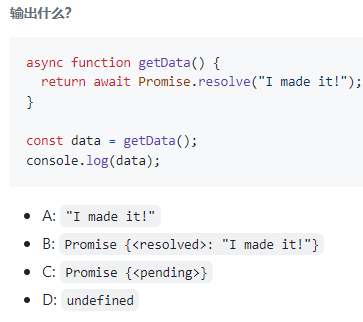 输出什么?
async function getData() {
  return await Promise.resolve("I made it!");
}
const data = getData();
console.log(data);
A: "I made it!"
B: Promise {<resolved>: "I made it!"}
C: Promise {<pending>}
D: undefined